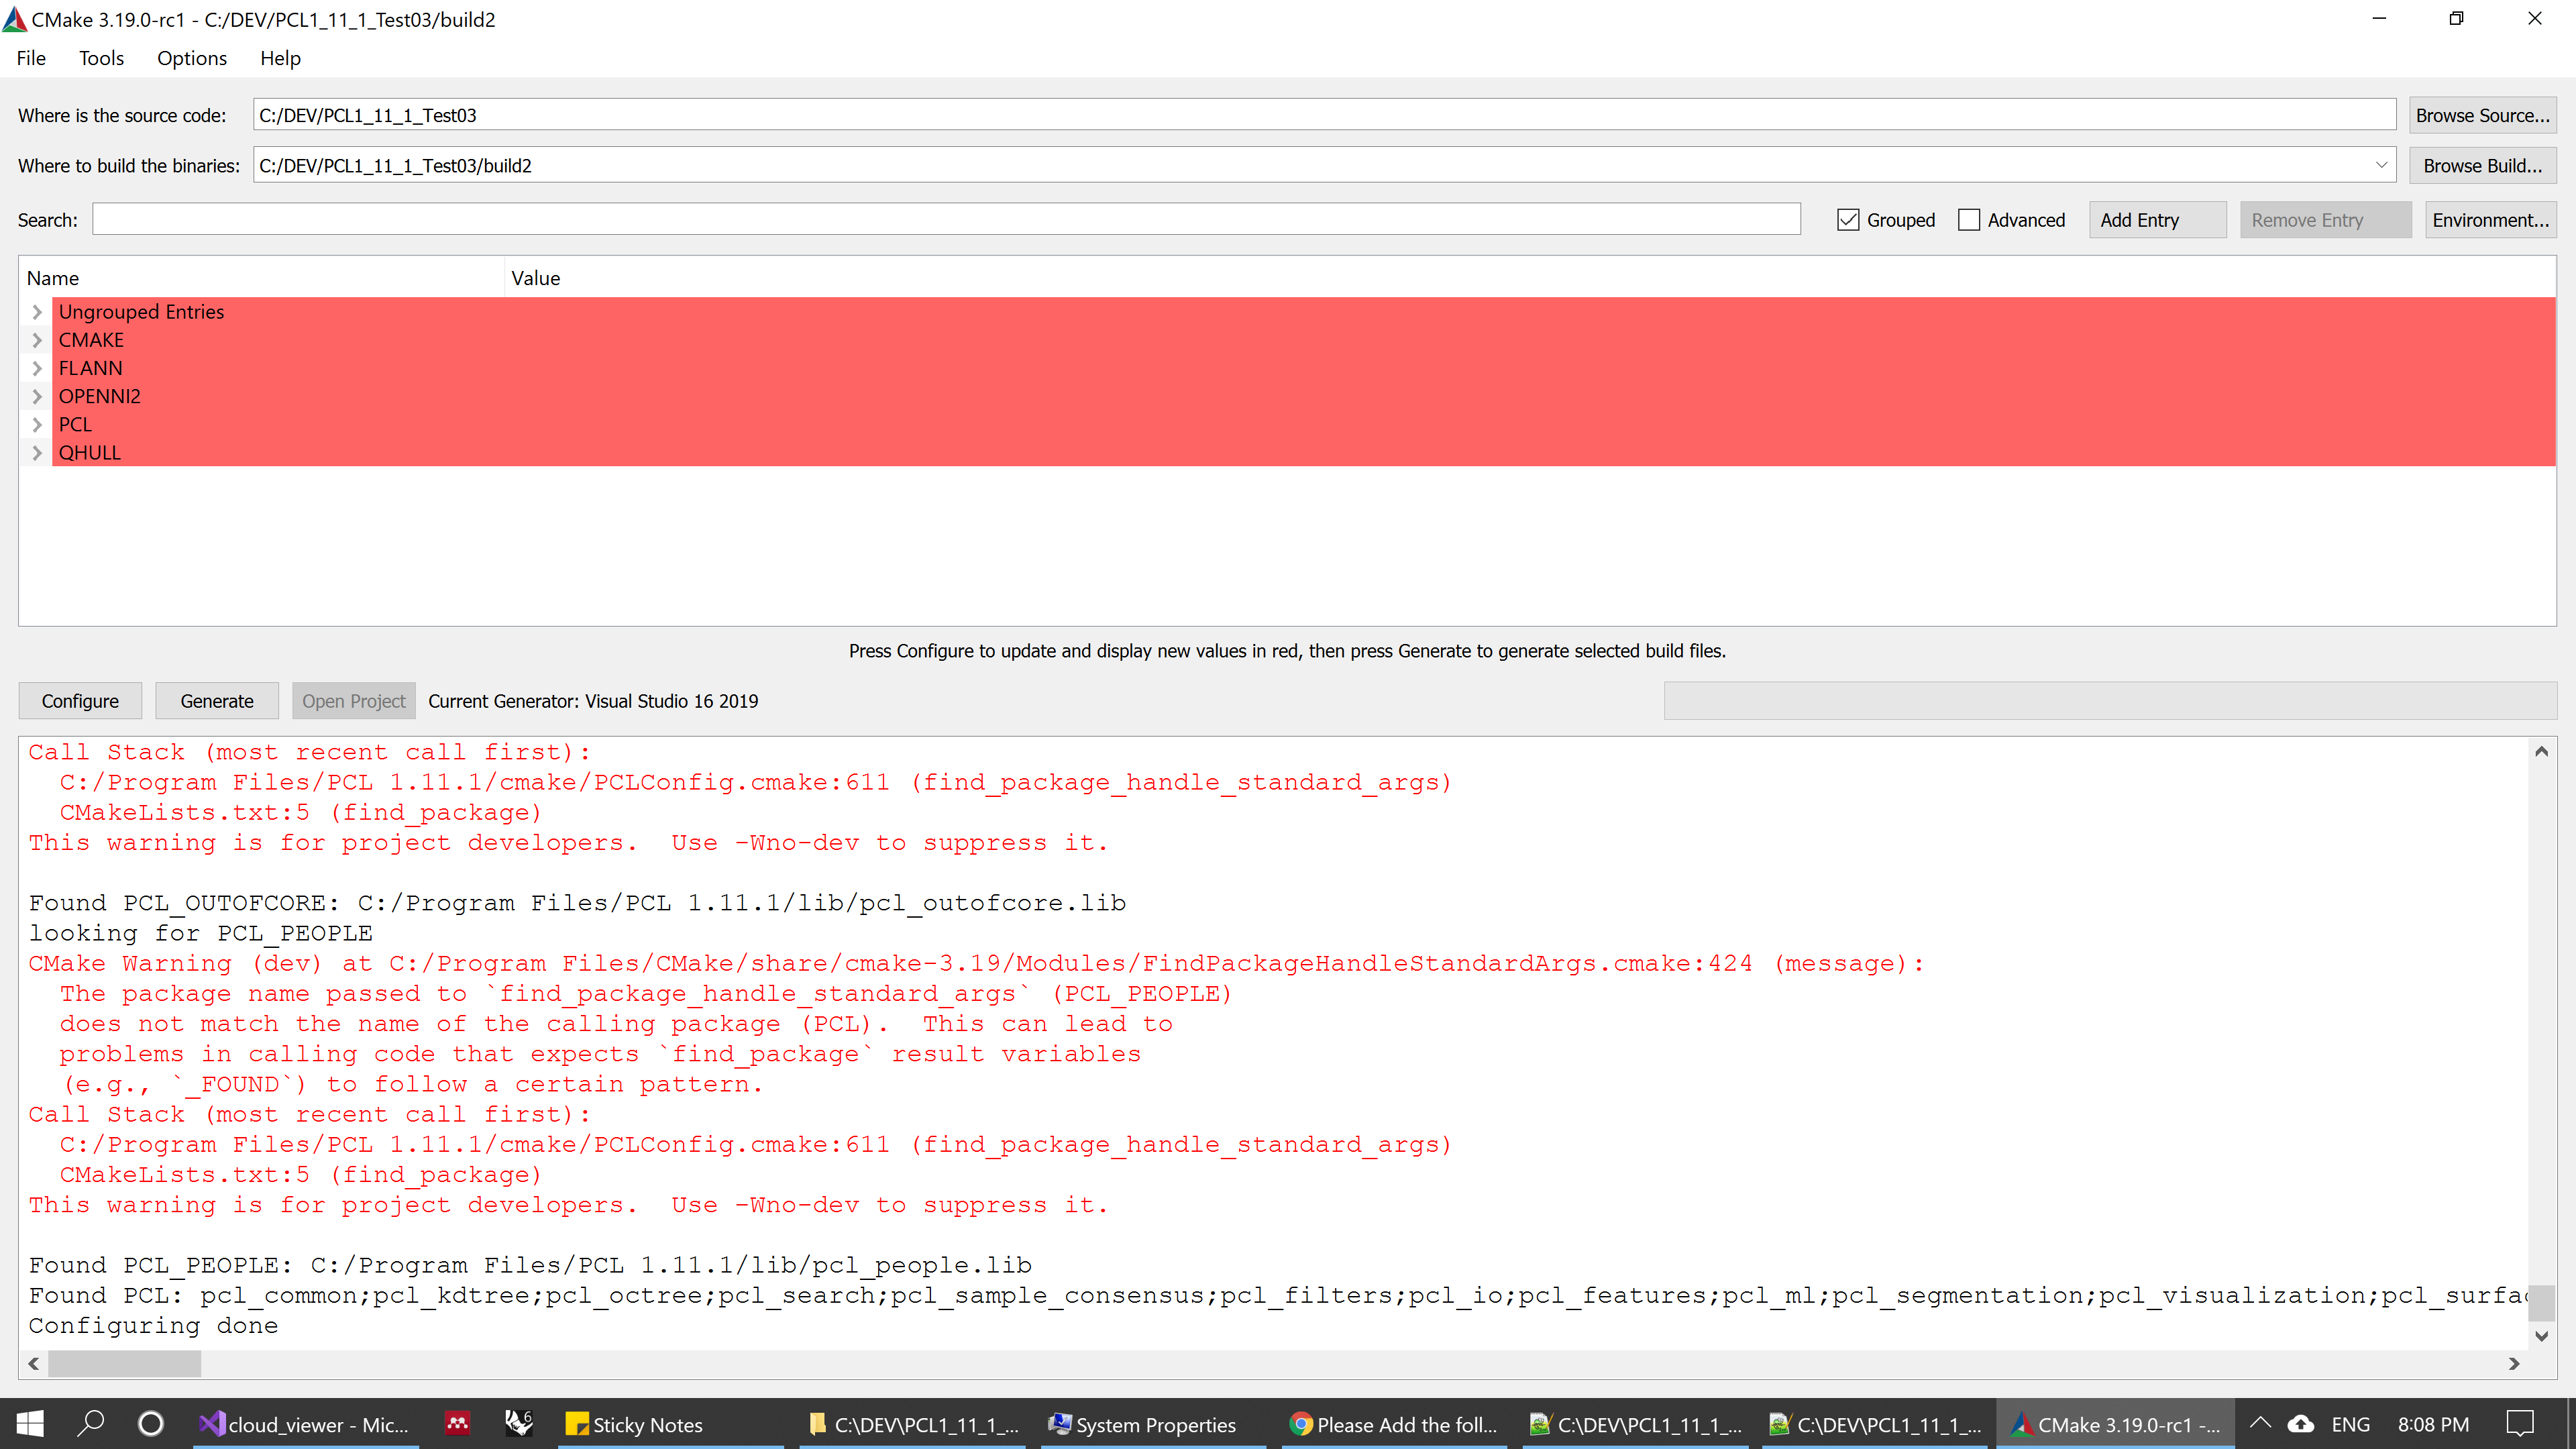 CMake 3.19.0-rc1 - C:/DEV/PCL1_11_1_Test03/build2
File Tools Options Help
Where is the source code: C:/DEV/PCL1_11_1_Test03 Browse Source...
Where to build the binaries: C:/DEV/PCL1_11_1_Test03/build2 Browse Build...
Search: Grouped Advanced Add Entry Remove Entry Environment...
Name Value
Ungrouped Entries
CMAKE
FLANN
OPENNI2
PCL
QHULL
Press Configure to update and display new values in red, then press Generate to generate selected build files.
Configure Generate Open Project Current Generator: Visual Studio 16 2019
Call Stack (most recent call first):
  C:/Program Files/PCL 1.11.1/cmake/PCLConfig.cmake:611 (find_package_handle_standard_args)
  CMakeLists.txt:5 (find_package)
This warning is for project developers.  Use -Wno-dev to suppress it.
Found PCL_OUTOFCORE: C:/Program Files/PCL 1.11.1/lib/pcl_outofcore.lib
looking for PCL_PEOPLE
CMake Warning (dev) at C:/Program Files/CMake/share/cmake-3.19/Modules/FindPackageHandleStandardArgs.cmake:424 (message):
  The package name passed to `find_package_handle_standard_args` (PCL_PEOPLE)
  does not match the name of the calling package (PCL).  This can lead to
  problems in calling code that expects `find_package` result variables
  (e.g., `_FOUND`) to follow a certain pattern.
Call Stack (most recent call first):
  C:/Program Files/PCL 1.11.1/cmake/PCLConfig.cmake:611 (find_package_handle_standard_args)
  CMakeLists.txt:5 (find_package)
This warning is for project developers.  Use -Wno-dev to suppress it.
Found PCL_PEOPLE: C:/Program Files/PCL 1.11.1/lib/pcl_people.lib
Found PCL: pcl_common;pcl_kdtree;pcl_octree;pcl_search;pcl_sample_consensus;pcl_filters;pcl_io;pcl_features;pcl_ml;pcl_segmentation;pcl_visualization;pcl_surfac
Configuring done
cloud_viewer - Mic... 6 Sticky Notes C:\DEV\PCL1_11_1_... System Properties Please Add the foll... C:\DEV\PCL1_11_1_... C:\DEV\PCL1_11_1_... CMake 3.19.0-rc1 -... ENG 8:08 PM